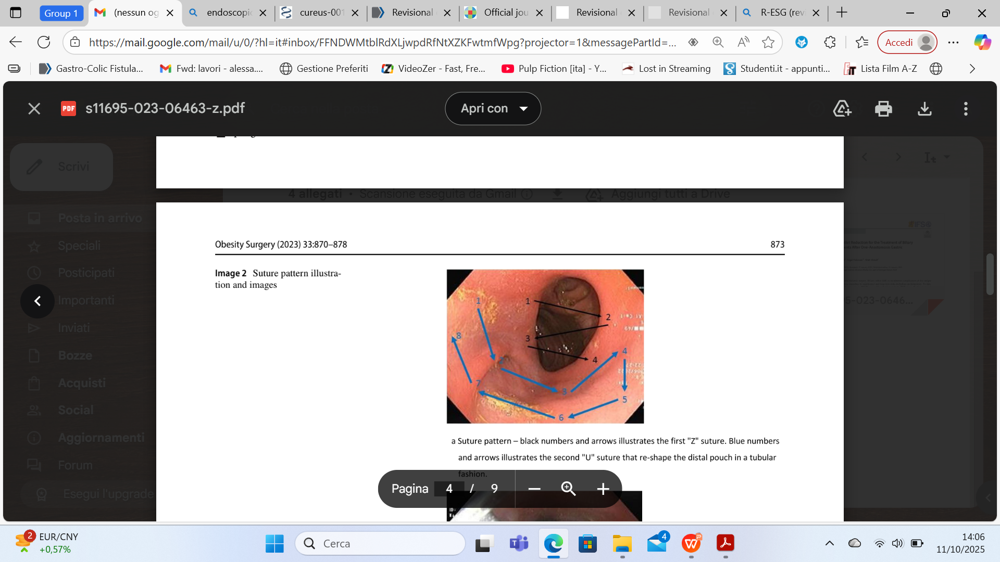 Group 1
(nessun og
endoscopic
cureus-001
Revisional
Official jou
Revisional
Revisional
R-ESG (rev
https://mail.google.com/mail/u/0/?hl=it#inbox/FFNDWMtblRdXLjwpdRfNtXZKFwtmfWpg?projector=1&messagePartId=...
Accedi
Gastro-Colic Fistula...
Fwd: lavori - alessa....
Gestione Preferiti
VideoZer - Fast, Fre...
Pulp Fiction [ita] - Y...
Lost in Streaming
Studenti.it - appunti...
Lista Film A-Z
PDF
s11695-023-06463-z.pdf
Apri con
Scrivi
4 allegati • Scansione eseguita da Gmail
Aggiungi tutti a Drive
Posta in arrivo
Speciali
Posticipati
Importanti
Inviati
Bozze
Acquisti
Social
Aggiornamenti
Forum
Esegui l'upgrade
Obesity Surgery (2023) 33:870–878
873
Image 2 Suture pattern illustra-
tion and images
1
1
2
8
3
4
2
4
7
3
5
6
a Suture pattern – black numbers and arrows illustrates the first "Z" suture. Blue numbers
and arrows illustrates the second "U" suture that re-shape the distal pouch in a tubular
fashion.
Pagina 4 / 9
2
EUR/CNY
+0,57%
Cerca
4
14:06
11/10/2025